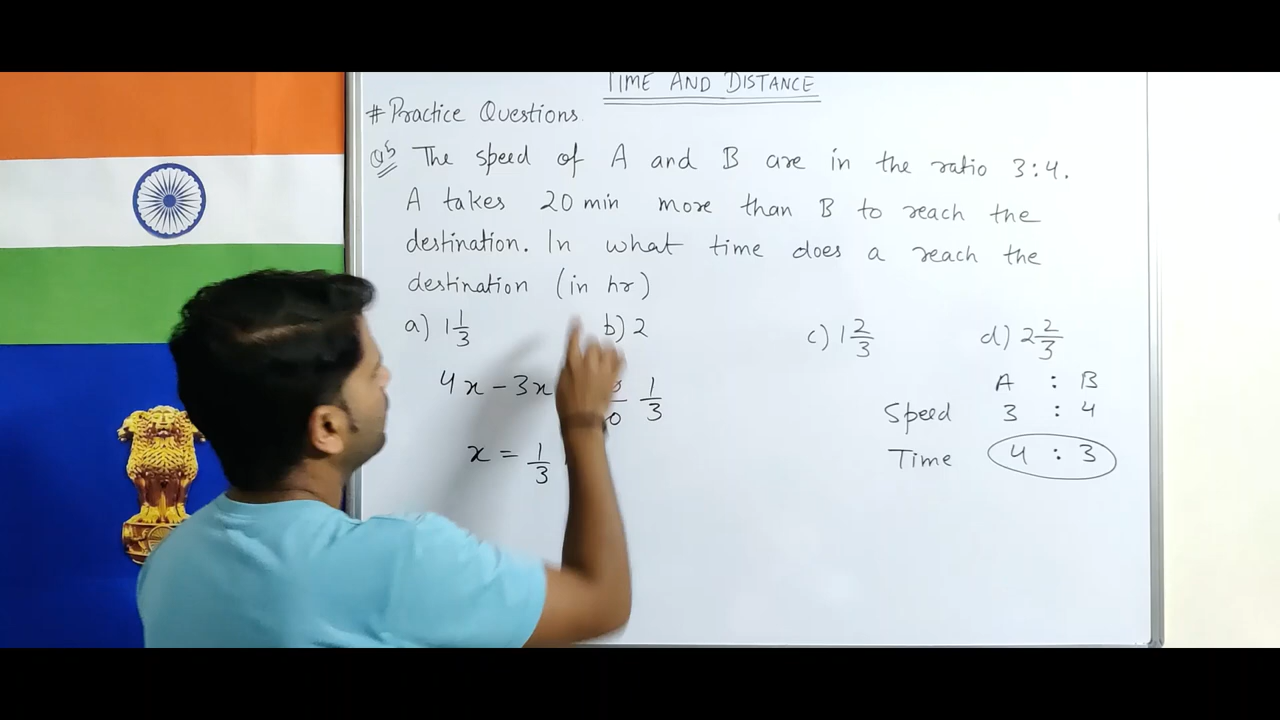 TIME AND DISTANCE
# Practice Questions
Q5 The speed of A and B are in the ratio 3:4.
A takes 20 min more than B to reach the
destination. In what time does a reach the
destination (in hr)
a) 1 1/3 b) 2 c) 1 2/3 d) 2 2/3
A : B
4x - 3x 1/3
Speed 3 : 4
x = 1/3
Time 4 : 3